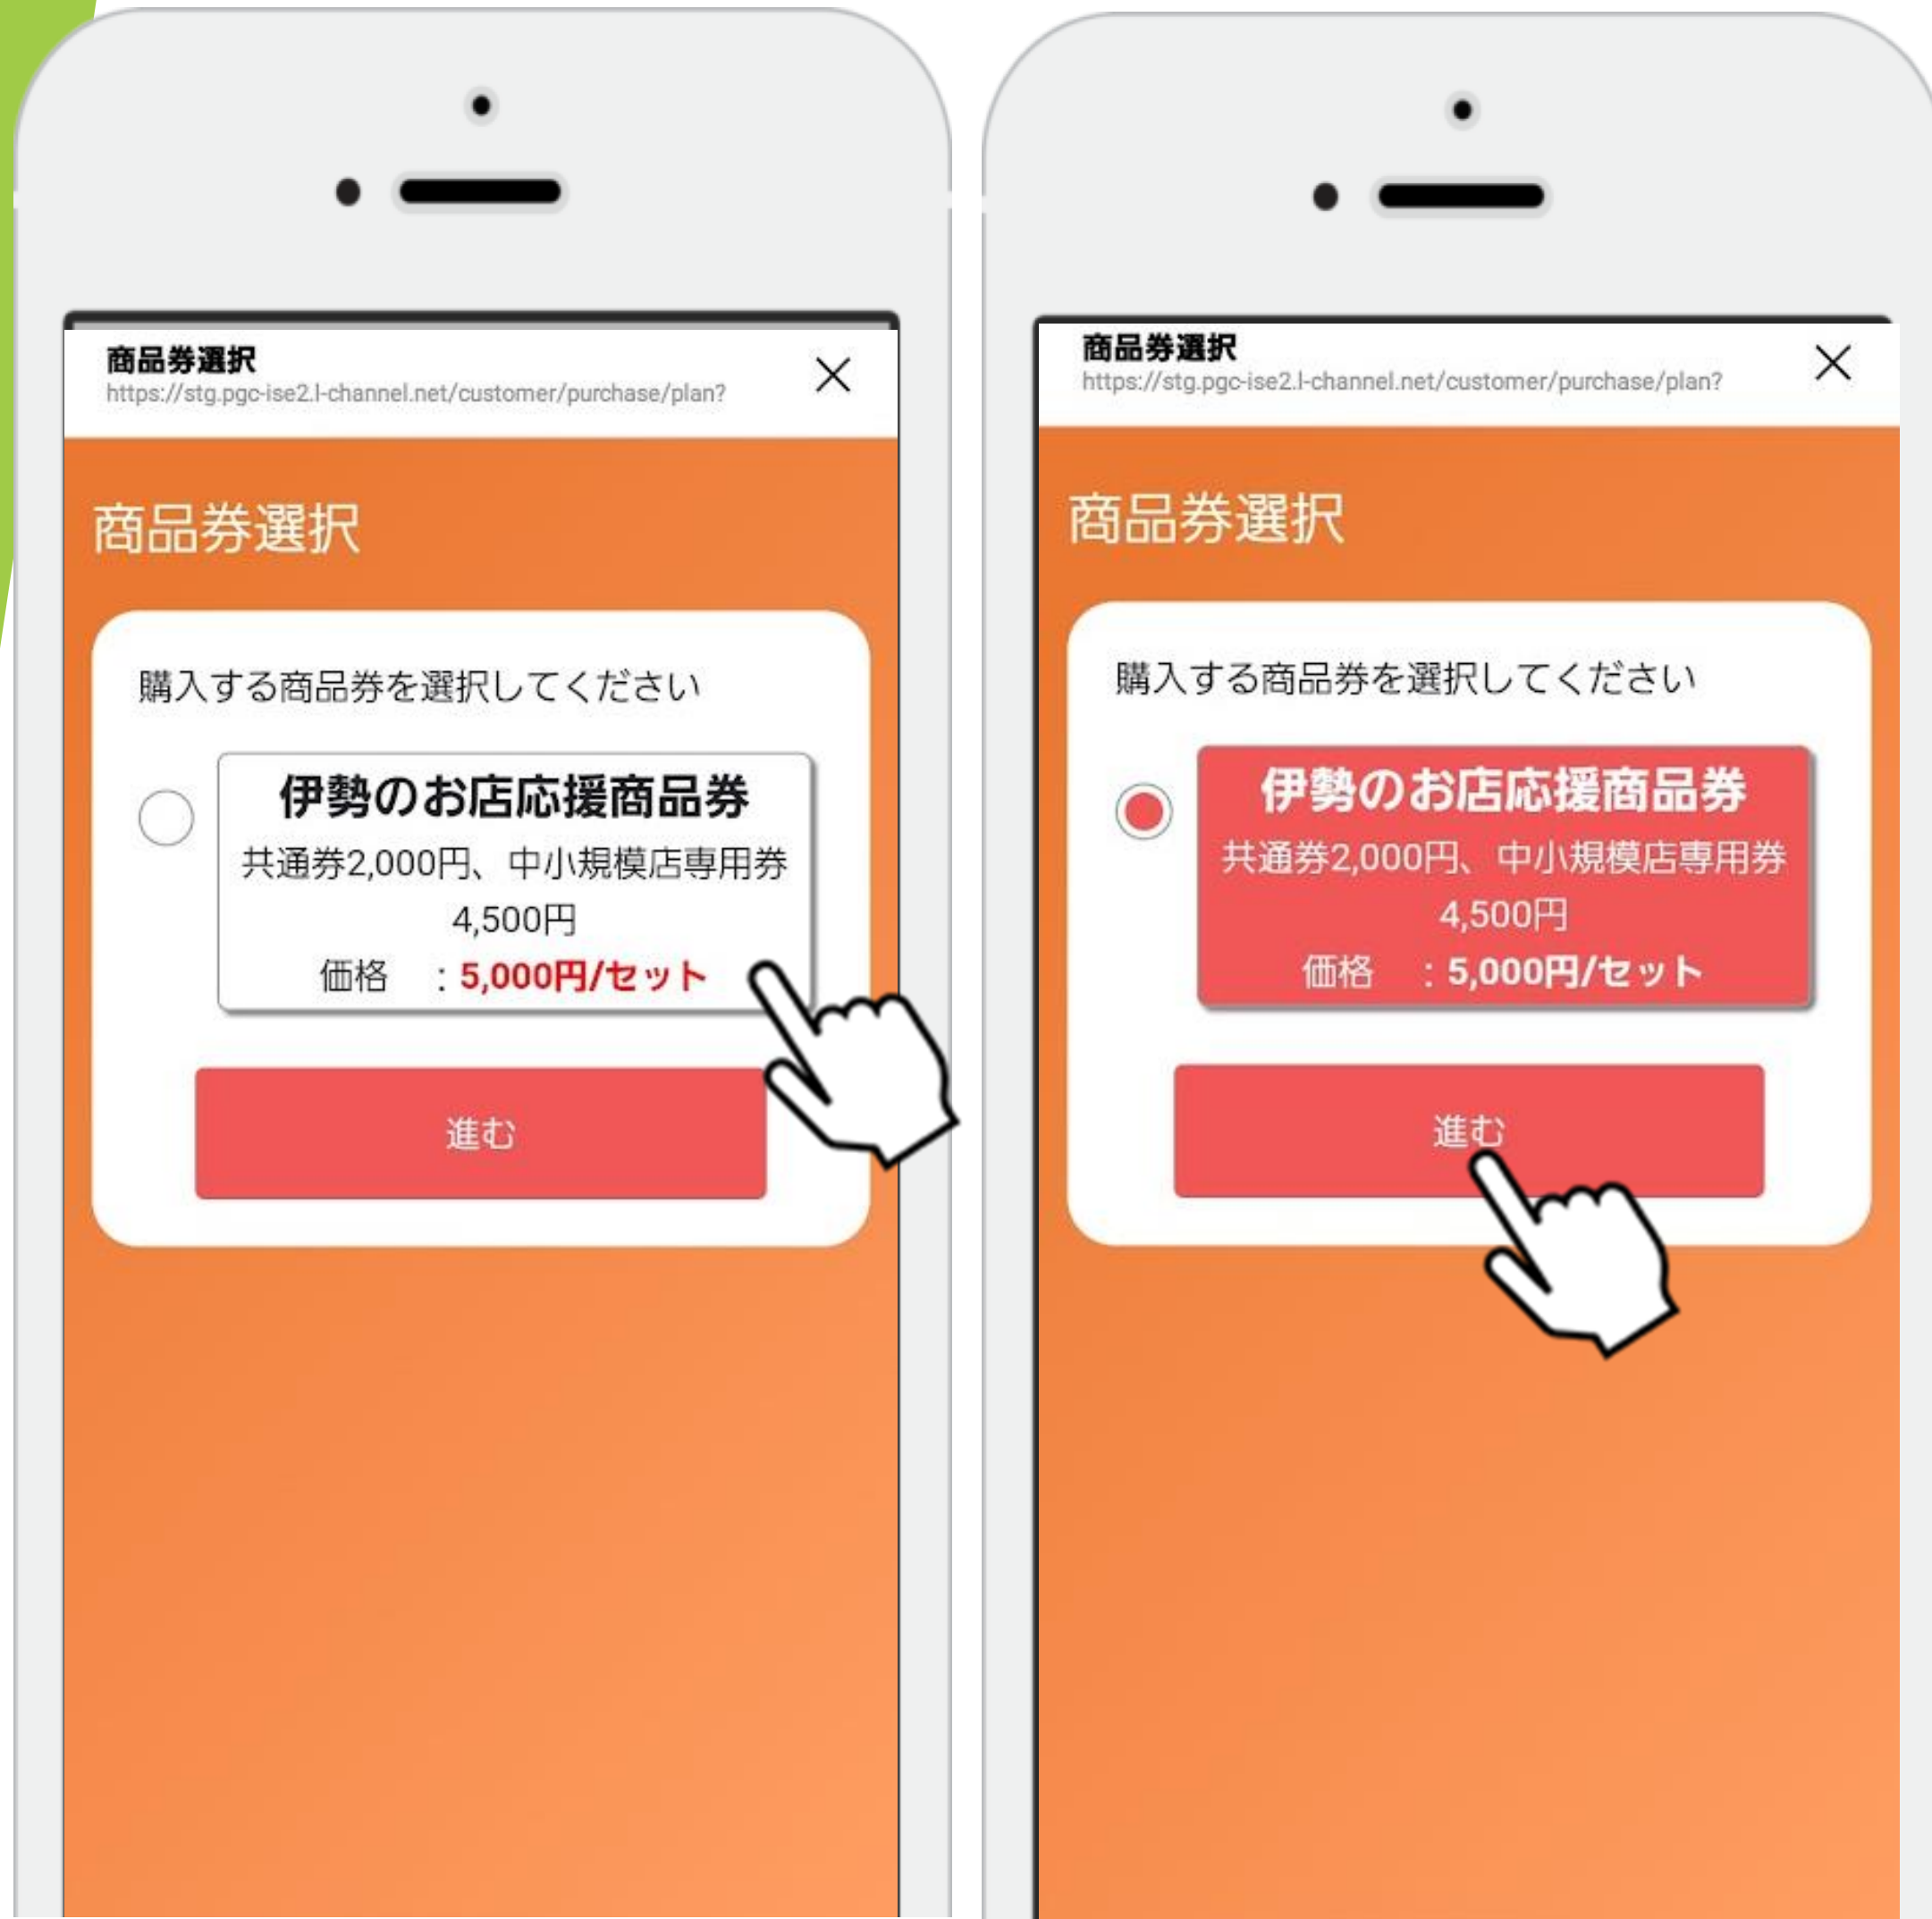 商品券選択
https://stg.pgc-ise2.l-channel.net/customer/purchase/plan?
商品券選択
購入する商品券を選択してください
伊勢のお店応援商品券
共通券2,000円、中小規模店専用券
4,500円
価格　：5,000円/セット
進む
商品券選択
https://stg.pgc-ise2.l-channel.net/customer/purchase/plan?
商品券選択
購入する商品券を選択してください
伊勢のお店応援商品券
共通券2,000円、中小規模店専用券
4,500円
価格　：5,000円/セット
進む